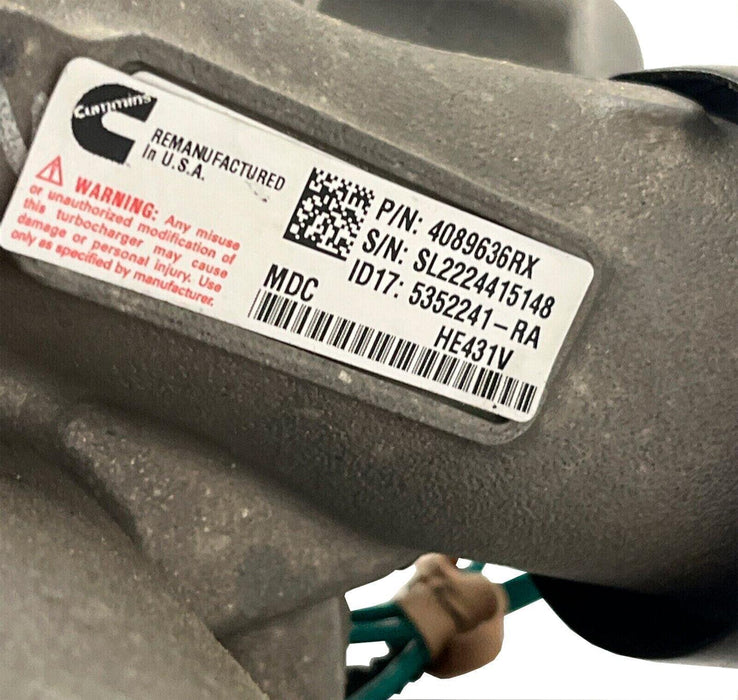 Cummins
REMANUFACTURED
In U.S.A.
WARNING: Any misuse
or unauthorized modification of
this turbocharger may cause
damage or personal injury. Use
only as specified by manufacturer.
P/N: 4089636RX
S/N: SL2224415148
ID17: 5352241-RA
MDC
HE431V